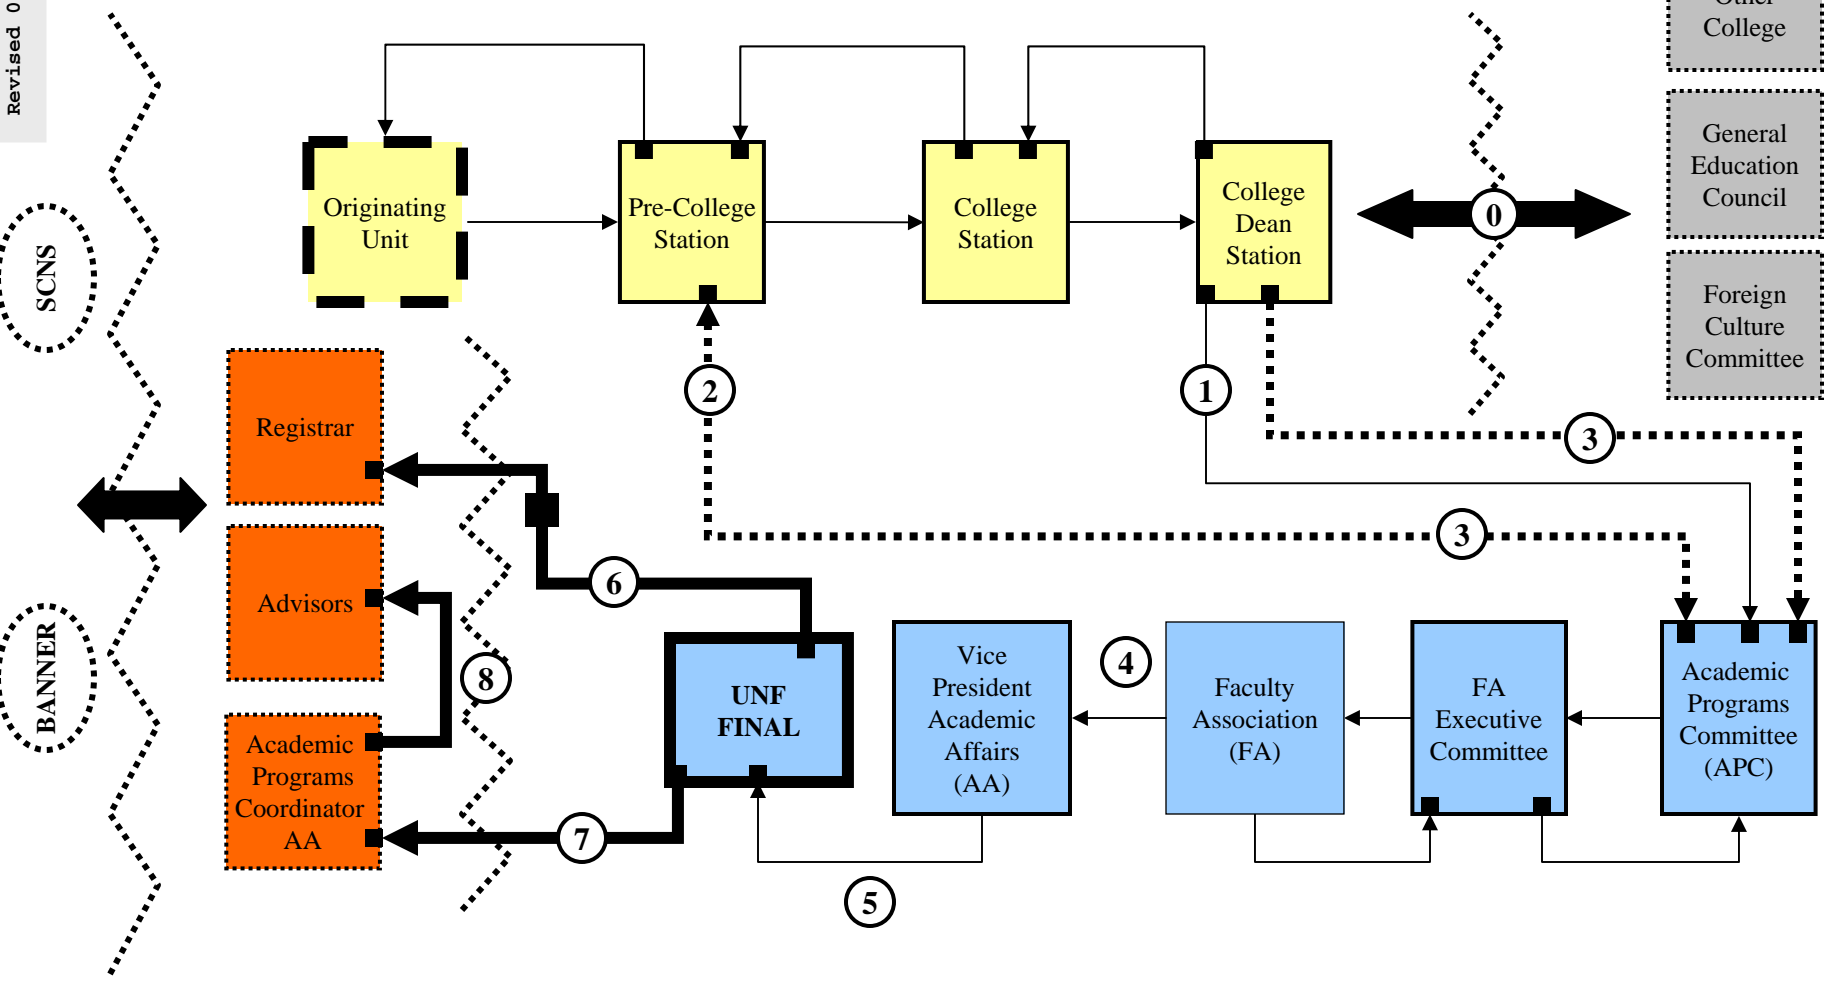 Revised 0
College
General
Education
Council
Foreign
Culture
Committee
Originating
Unit
Pre-College
Station
College
Station
College
Dean
Station
0
SCNS
2
1
Registrar
3
3
Advisors
6
BANNER
8
UNF
FINAL
Vice
President
Academic
Affairs
(AA)
4
Faculty
Association
(FA)
FA
Executive
Committee
Academic
Programs
Committee
(APC)
Academic
Programs
Coordinator
AA
7
5